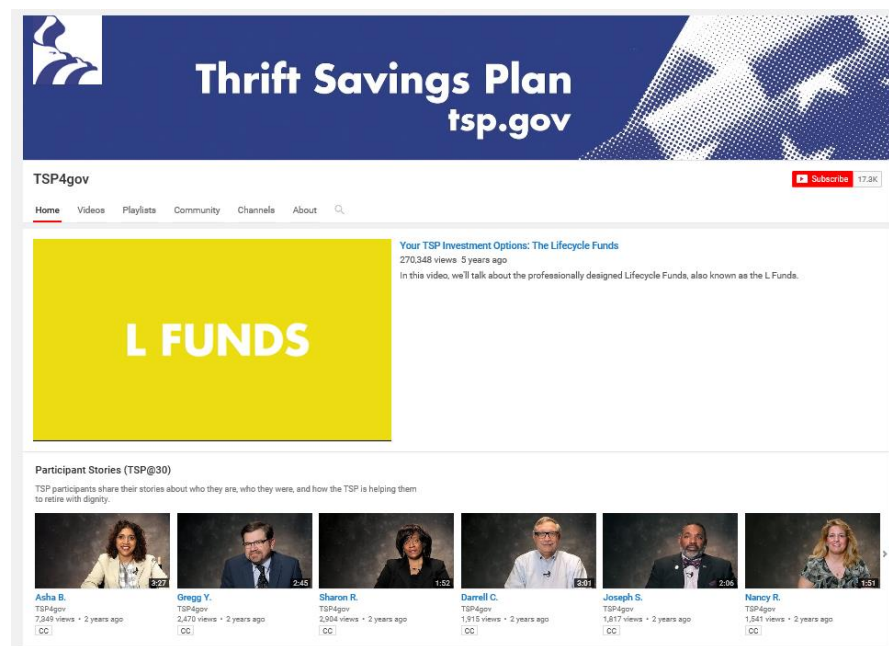 Thrift Savings Plan
tsp.gov
TSP4gov
Subscribe 17.3K
Home Videos Playlists Community Channels About
L FUNDS
Your TSP Investment Options: The Lifecycle Funds
270,348 views 5 years ago
In this video, we'll talk about the professionally designed Lifecycle Funds, also known as the L Funds.
Participant Stories (TSP@30)
TSP participants share their stories about who they are, who they were, and how the TSP is helping them
to retire with dignity.
3:27 2:45 1:52 3:01 2:06 1:51
Asha B. Gregg Y. Sharon R. Darrell C. Joseph S. Nancy R.
TSP4gov TSP4gov TSP4gov TSP4gov TSP4gov TSP4gov
7,349 views • 2 years ago 2,470 views • 2 years ago 2,904 views • 2 years ago 1,915 views • 2 years ago 1,817 views • 2 years ago 1,541 views • 2 years ago
CC CC CC CC CC CC